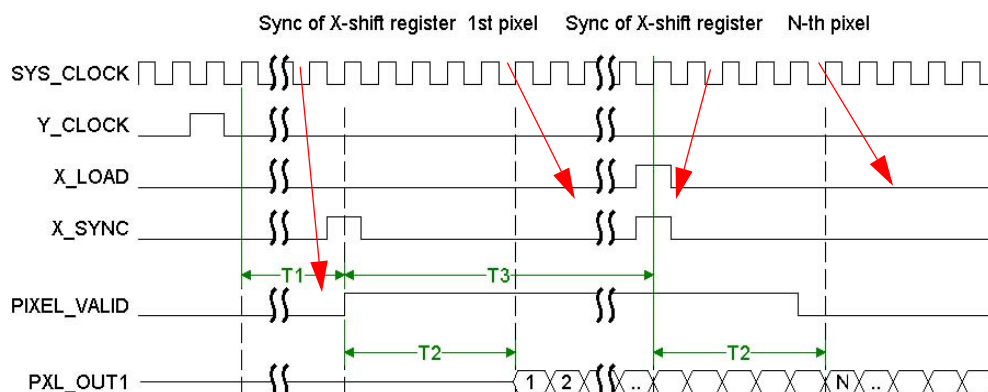 Sync of X-shift register 1st pixel Sync of X-shift register N-th pixel
SYS_CLOCK
Y_CLOCK
X_LOAD
X_SYNC
T1 T3
PIXEL_VALID
T2 T2
PXL_OUT1 1 2 .. N ..